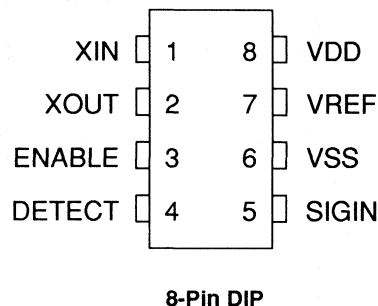 XIN 1 8 VDD
XOUT 2 7 VREF
ENABLE 3 6 VSS
DETECT 4 5 SIGIN
8-Pin DIP